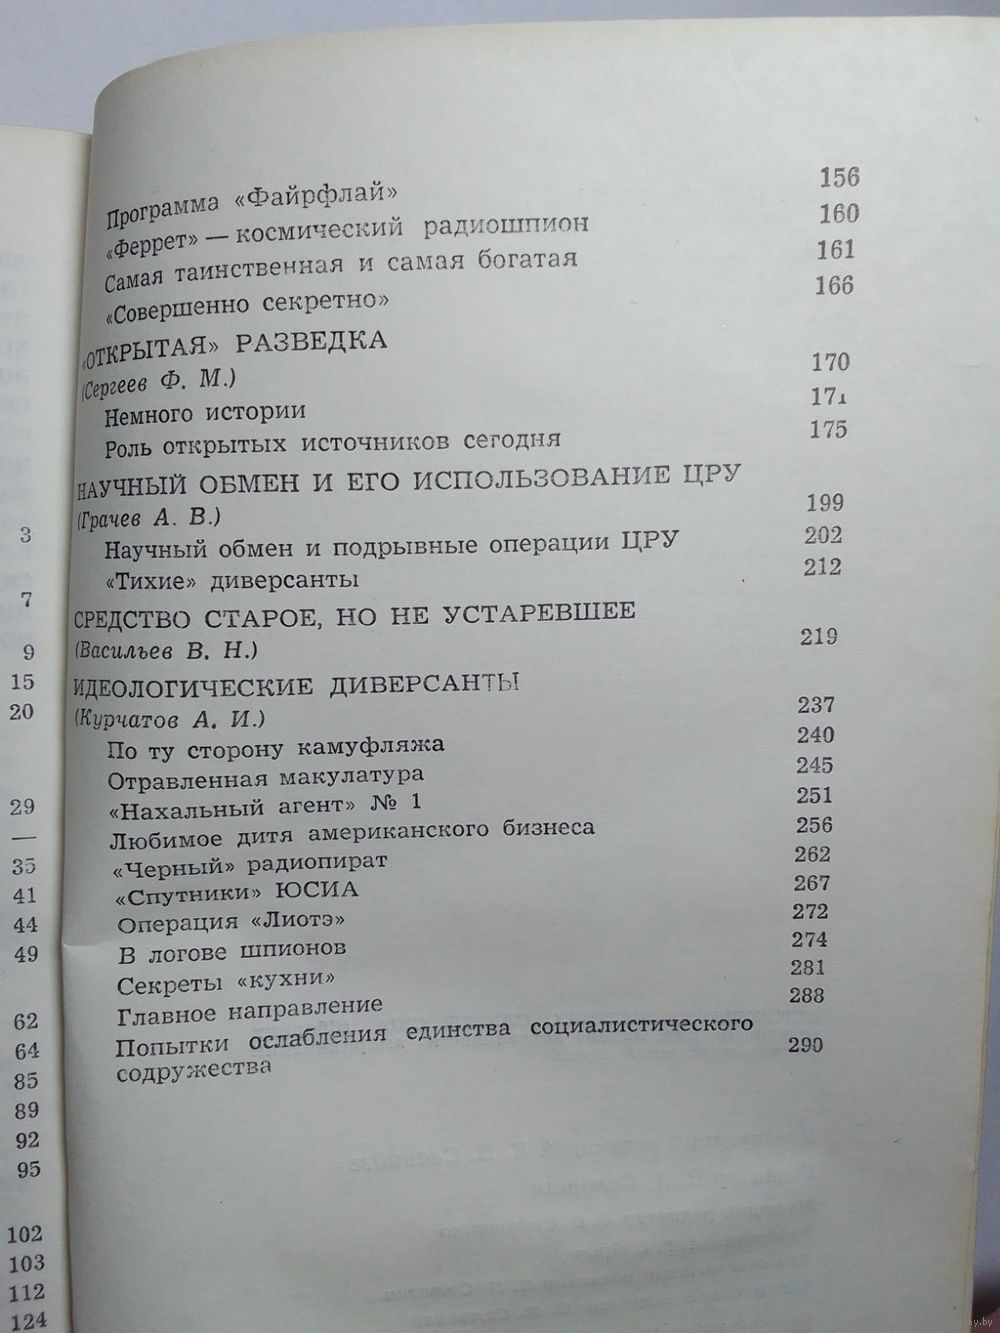 Программа «Файрфлай» 156
«Феррет» — космический радиошпион 160
Самая таинственная и самая богатая 161
«Совершенно секретно» 166
«ОТКРЫТАЯ» РАЗВЕДКА
(Сергеев Ф. М.) 170
Немного истории 171
Роль открытых источников сегодня 175
НАУЧНЫЙ ОБМЕН И ЕГО ИСПОЛЬЗОВАНИЕ ЦРУ
(Грачев А. В.) 199
Научный обмен и подрывные операции ЦРУ 202
«Тихие» диверсанты 212
СРЕДСТВО СТАРОЕ, НО НЕ УСТАРЕВШЕЕ
(Васильев В. Н.) 219
ИДЕОЛОГИЧЕСКИЕ ДИВЕРСАНТЫ
(Курчатов А. И.) 237
По ту сторону камуфляжа 240
Отравленная макулатура 245
«Нахальный агент» № 1 251
Любимое дитя американского бизнеса 256
«Черный» радиопират 262
«Спутники» ЮСИА 267
Операция «Лиотэ» 272
В логове шпионов 274
Секреты «кухни» 281
Главное направление 288
Попытки ослабления единства социалистического
содружества 290
3
7
9
15
20
29
—
35
41
44
49
62
64
85
89
92
95
102
103
112
124